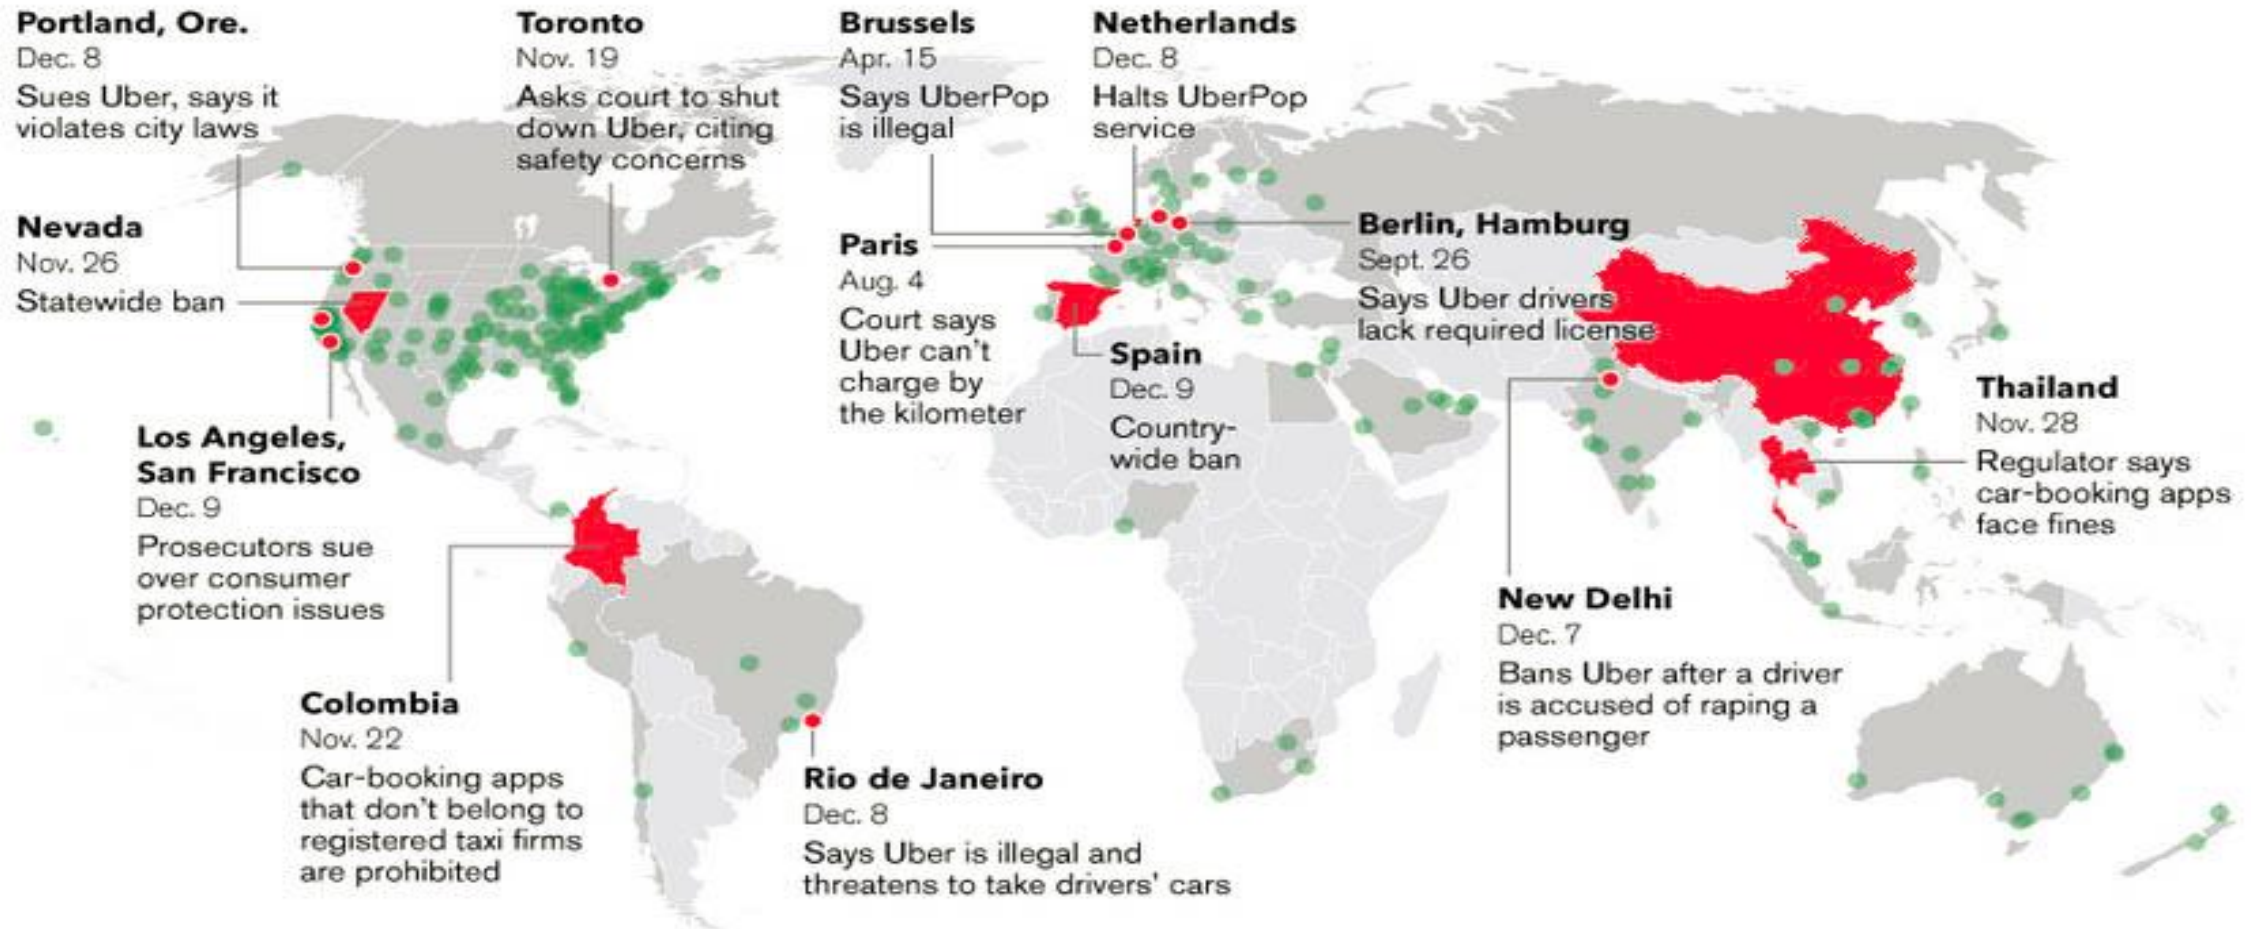 Portland, Ore.
Dec. 8
Sues Uber, says it
violates city laws
Toronto
Nov. 19
Asks court to shut
down Uber, citing
safety concerns
Brussels
Apr. 15
Says UberPop
is illegal
Netherlands
Dec. 8
Halts UberPop
service
Nevada
Nov. 26
Statewide ban
Paris
Aug. 4
Court says
Uber can't
charge by
the kilometer
Berlin, Hamburg
Sept. 26
Says Uber drivers
lack required license
Spain
Dec. 9
Country-
wide ban
Thailand
Nov. 28
Regulator says
car-booking apps
face fines
Los Angeles,
San Francisco
Dec. 9
Prosecutors sue
over consumer
protection issues
New Delhi
Dec. 7
Bans Uber after a driver
is accused of raping a
passenger
Colombia
Nov. 22
Car-booking apps
that don't belong to
registered taxi firms
are prohibited
Rio de Janeiro
Dec. 8
Says Uber is illegal and
threatens to take drivers' cars